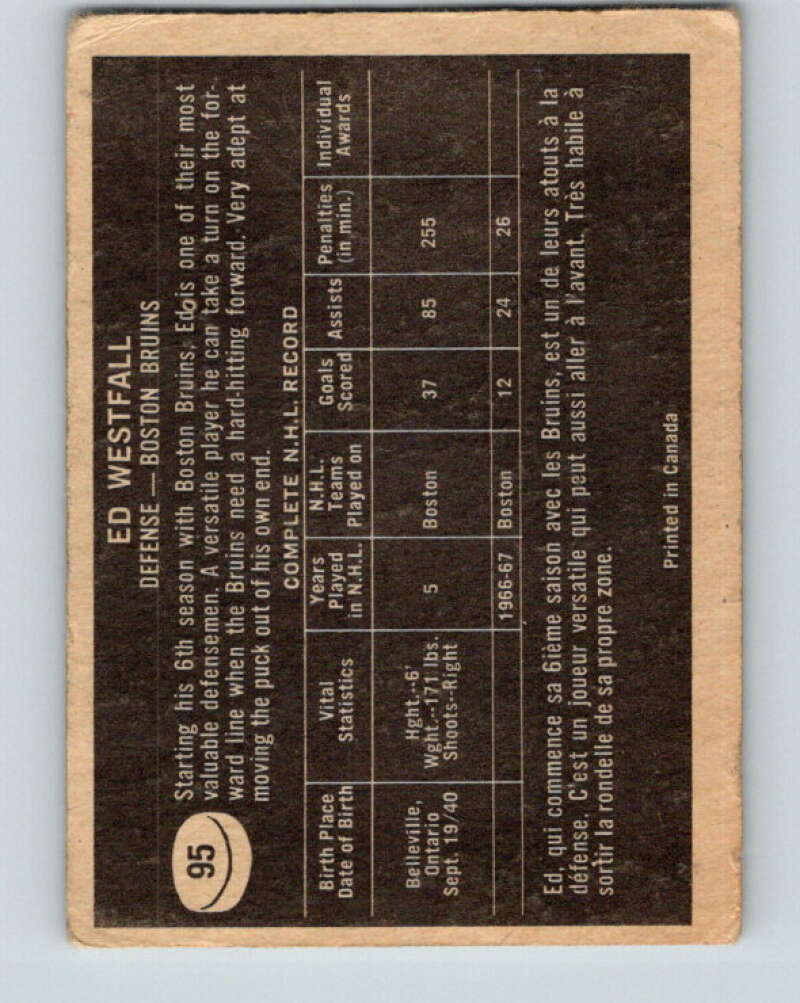 ED WESTFALL
DEFENSE — BOSTON BRUINS
95
Starting his 6th season with Boston Bruins. Ed is one of their most
valuable defensemen. A versatile player he can take a turn on the for-
ward line when the Bruins need a hard-hitting forward. Very adept at
moving the puck out of his own end.
COMPLETE N.H.L. RECORD
Birth Place Date of Birth | Vital Statistics | Years Played in N.H.L. | N.H.L. Teams Played on | Goals Scored | Assists | Penalties (in min.) | Individual Awards
Belleville, Ontario Sept. 19/40 | Hght.--6' Wght.--171 lbs. Shoots--Right | 5 | Boston | 37 | 85 | 255
1966-67 | Boston | 12 | 24 | 26
Ed, qui commence sa 6ième saison avec les Bruins, est un de leurs atouts à la
défense. C'est un joueur versatile qui peut aussi aller à l'avant. Très habile à
sortir la rondelle de sa propre zone.
Printed in Canada